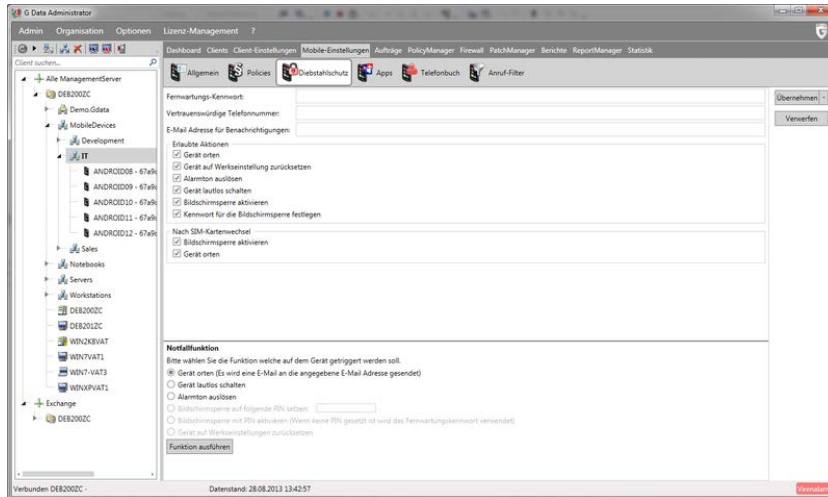 G Data Administrator
Admin Organisation Optionen Lizenz-Management ?
Client suchen...
Alle ManagementServer
DEB200ZC
Demo.Gdata
MobileDevices
Development
IT
ANDROID08 - 67a9c
ANDROID09 - 67a9c
ANDROID10 - 67a9c
ANDROID11 - 67a9c
ANDROID12 - 67a9c
Sales
Notebooks
Servers
Workstations
DEB200ZC
DEB201ZC
WIN2K8VAT
WIN7VAT1
WIN7-VAT3
WINXPVAT1
Exchange
DEB200ZC
Dashboard Clients Client-Einstellungen Mobile-Einstellungen Aufträge PolicyManager Firewall PatchManager Berichte ReportManager Statistik
Allgemein Policies Diebstahlschutz Apps Telefonbuch Anruf-Filter
Fernwartungs-Kennwort:
Vertrauenswürdige Telefonnummer:
E-Mail Adresse für Benachrichtigungen:
Erlaubte Aktionen
Gerät orten
Gerät auf Werkseinstellung zurücksetzen
Alarmton auslösen
Gerät lautlos schalten
Bildschirmsperre aktivieren
Kennwort für die Bildschirmsperre festlegen
Nach SIM-Kartenwechsel
Bildschirmsperre aktivieren
Gerät orten
Notfallfunktion
Bitte wählen Sie die Funktion welche auf dem Gerät getriggert werden soll.
Gerät orten (Es wird eine E-Mail an die angegebene E-Mail Adresse gesendet)
Gerät lautlos schalten
Alarmton auslösen
Bildschirmsperre auf folgende PIN setzen:
Bildschirmsperre mit PIN aktivieren (Wenn keine PIN gesetzt ist wird das Fernwartungskennwort verwendet)
Gerät auf Werkseinstellungen zurücksetzen
Funktion ausführen
Übernehmen
Verwerfen
Verbunden DEB200ZC -
Datenstand: 28.08.2013 13:42:57
Virenalarm